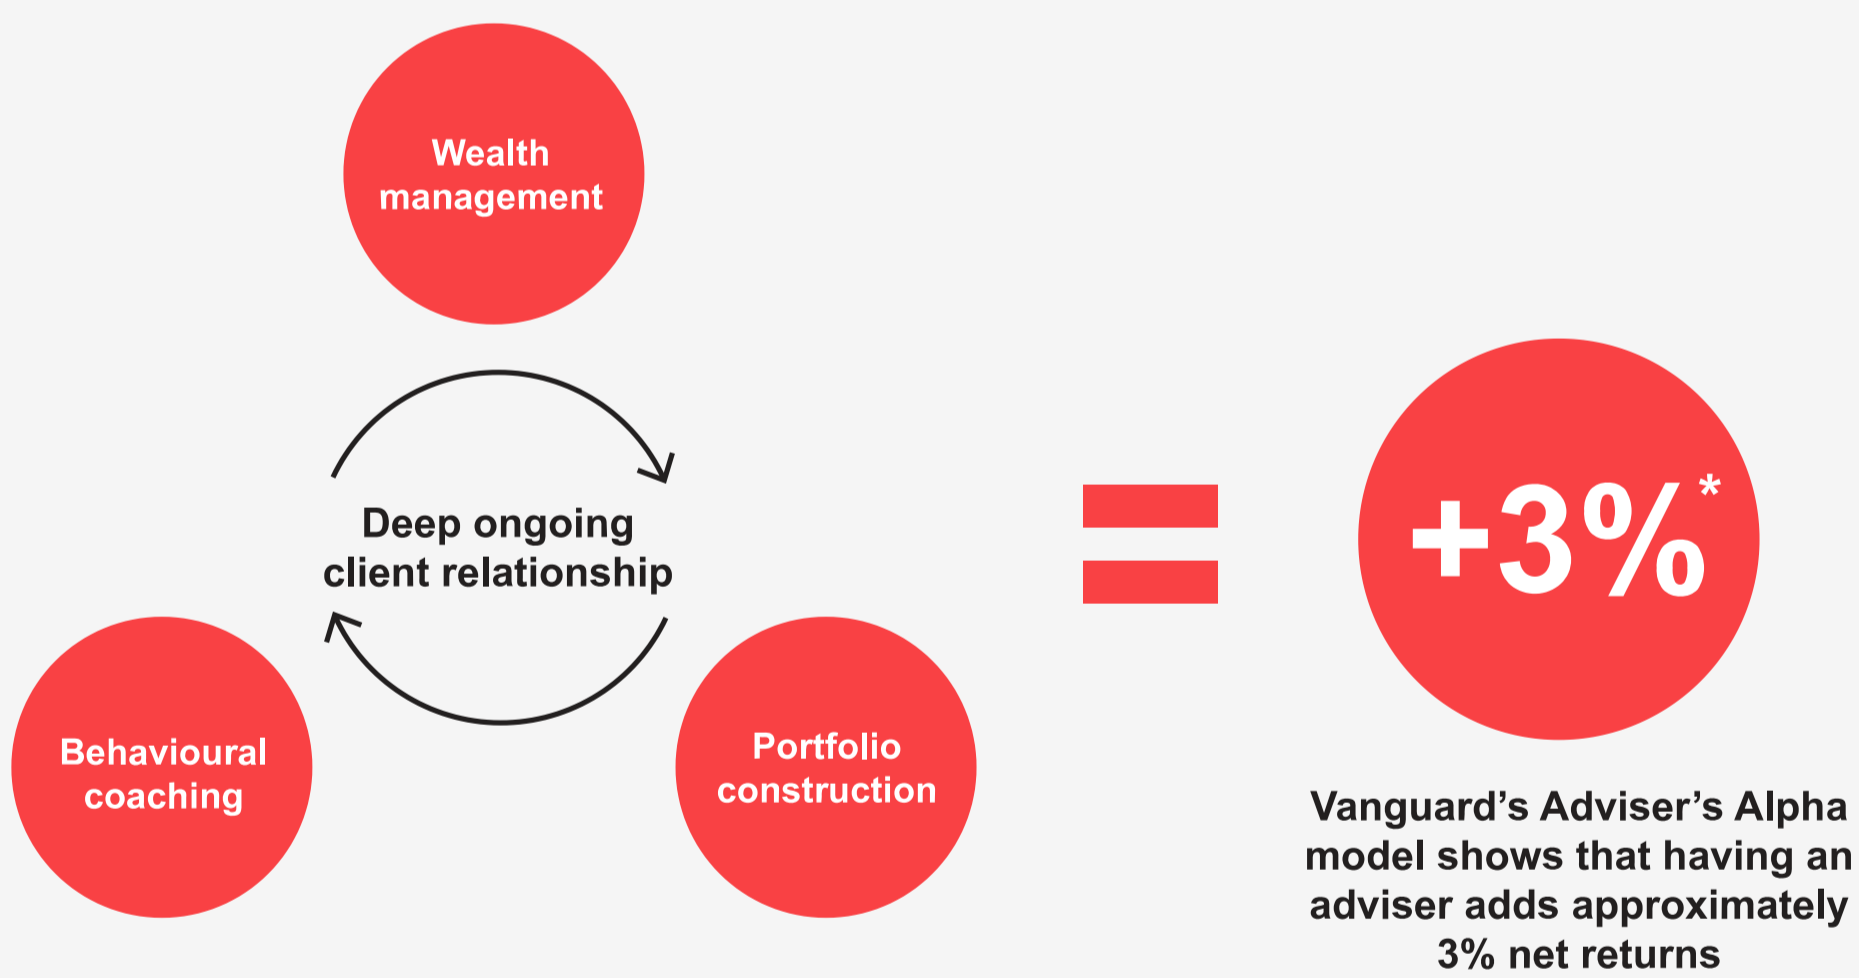 Wealth
management
Deep ongoing
client relationship
Behavioural
coaching
Portfolio
construction
+3%*
Vanguard’s Adviser’s Alpha
model shows that having an
adviser adds approximately
3% net returns